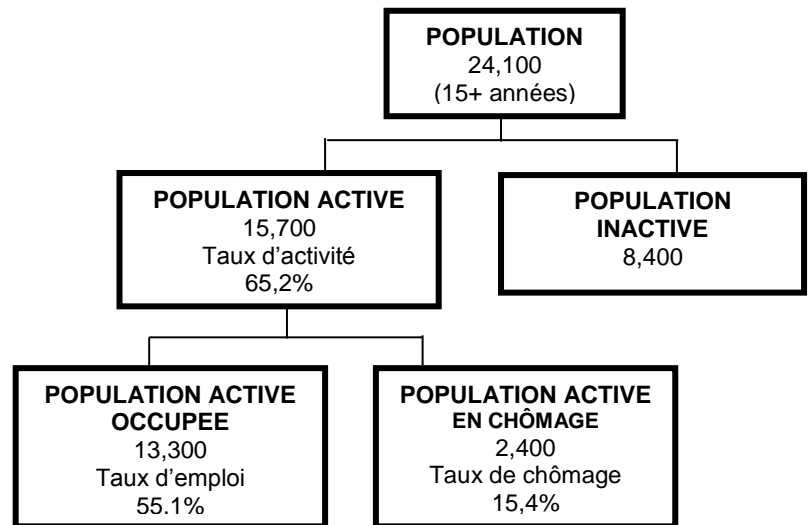 POPULATION
24,100
(15+ années)
POPULATION ACTIVE
15,700
Taux d’activité
65,2%
POPULATION
INACTIVE
8,400
POPULATION ACTIVE
OCCUPEE
13,300
Taux d’emploi
55.1%
POPULATION ACTIVE
EN CHÔMAGE
2,400
Taux de chômage
15,4%